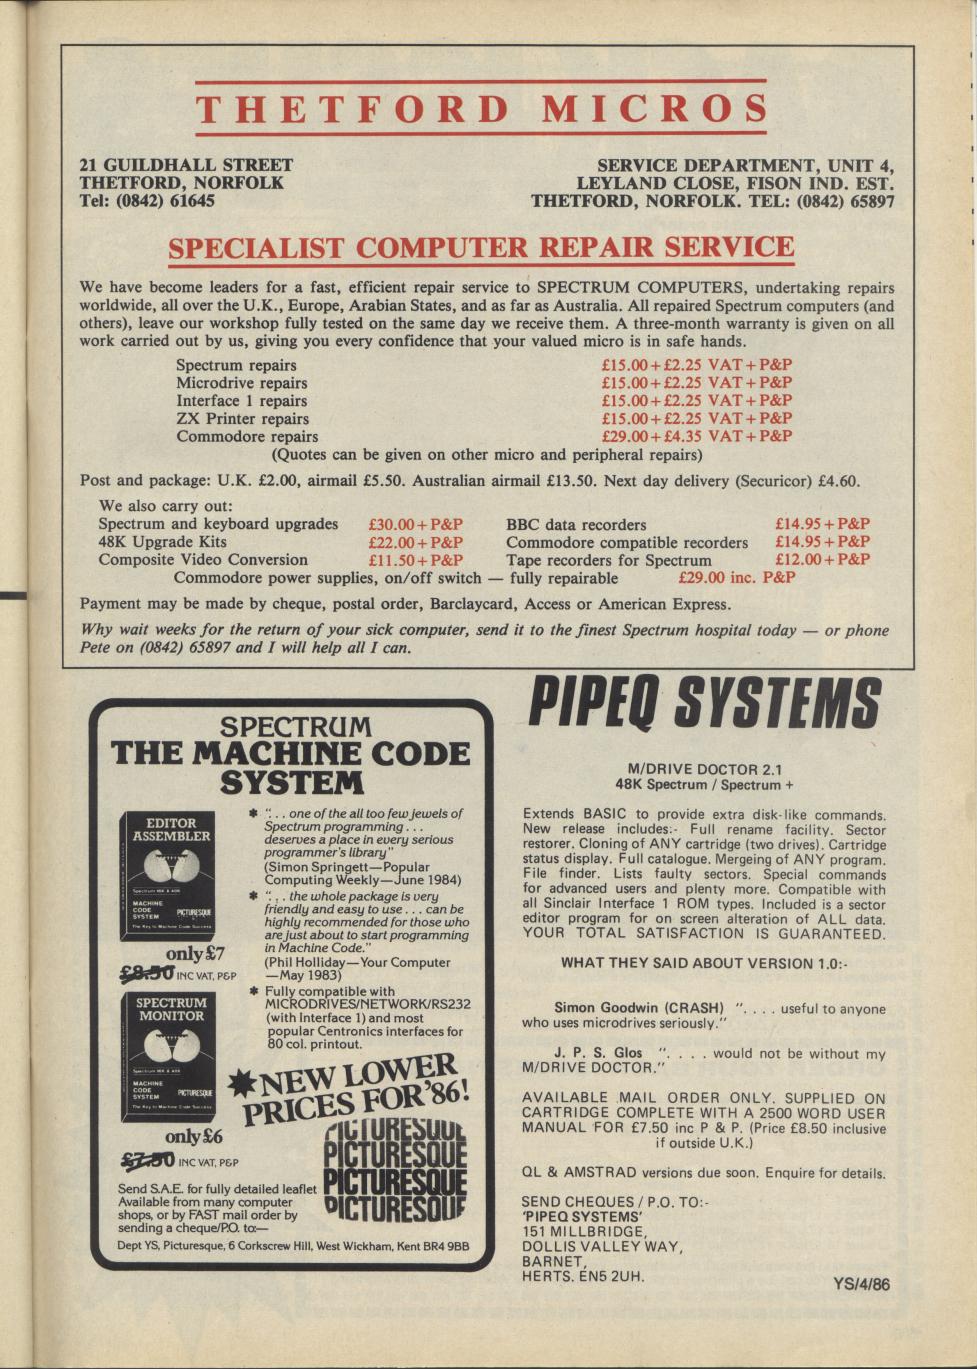 THETFORD MICROS
21 GUILDHALL STREET
THETFORD, NORFOLK
Tel: (0842) 61645
SERVICE DEPARTMENT, UNIT 4,
LEYLAND CLOSE, FISON IND. EST.
THETFORD, NORFOLK. TEL: (0842) 65897
SPECIALIST COMPUTER REPAIR SERVICE
We have become leaders for a fast, efficient repair service to SPECTRUM COMPUTERS, undertaking repairs
worldwide, all over the U.K., Europe, Arabian States, and as far as Australia. All repaired Spectrum computers (and
others), leave our workshop fully tested on the same day we receive them. A three-month warranty is given on all
work carried out by us, giving you every confidence that your valued micro is in safe hands.
Spectrum repairs £15.00+£2.25 VAT+P&P
Microdrive repairs £15.00+£2.25 VAT+P&P
Interface 1 repairs £15.00+£2.25 VAT+P&P
ZX Printer repairs £15.00+£2.25 VAT+P&P
Commodore repairs £29.00+£4.35 VAT+P&P
(Quotes can be given on other micro and peripheral repairs)
Post and package: U.K. £2.00, airmail £5.50. Australian airmail £13.50. Next day delivery (Securicor) £4.60.
We also carry out:
Spectrum and keyboard upgrades £30.00+P&P BBC data recorders £14.95+P&P
48K Upgrade Kits £22.00+P&P Commodore compatible recorders £14.95+P&P
Composite Video Conversion £11.50+P&P Tape recorders for Spectrum £12.00+P&P
Commodore power supplies, on/off switch — fully repairable £29.00 inc. P&P
Payment may be made by cheque, postal order, Barclaycard, Access or American Express.
Why wait weeks for the return of your sick computer, send it to the finest Spectrum hospital today — or phone
Pete on (0842) 65897 and I will help all I can.
SPECTRUM
THE MACHINE CODE
SYSTEM
EDITOR
ASSEMBLER
Spectrum 16K & 48K
MACHINE
CODE
SYSTEM PICTURESQUE
The Key to Machine Code Success
only £7
£8.50 INC VAT, P&P
SPECTRUM
MONITOR
Spectrum 16K & 48K
MACHINE
CODE
SYSTEM PICTURESQUE
The Key to Machine Code Success
only £6
£7.50 INC VAT, P&P
* ". . . one of the all too few jewels of
Spectrum programming . . .
deserves a place in every serious
programmer's library"
(Simon Springett—Popular
Computing Weekly—June 1984)
* ". . . the whole package is very
friendly and easy to use . . . can be
highly recommended for those who
are just about to start programming
in Machine Code."
(Phil Holliday—Your Computer
—May 1983)
* Fully compatible with
MICRODRIVES/NETWORK/RS232
(with Interface 1) and most
popular Centronics interfaces for
80 col. printout.
*NEW LOWER
PRICES FOR '86!
PICTURESQUE
PICTURESQUE
PICTURESQUE
PICTURESQUE
Send S.A.E. for fully detailed leaflet
Available from many computer
shops, or by FAST mail order by
sending a cheque/P.O. to:—
Dept YS, Picturesque, 6 Corkscrew Hill, West Wickham, Kent BR4 9BB
PIPEQ SYSTEMS
M/DRIVE DOCTOR 2.1
48K Spectrum / Spectrum +
Extends BASIC to provide extra disk-like commands.
New release includes:- Full rename facility. Sector
restorer. Cloning of ANY cartridge (two drives). Cartridge
status display. Full catalogue. Mergeing of ANY program.
File finder. Lists faulty sectors. Special commands
for advanced users and plenty more. Compatible with
all Sinclair Interface 1 ROM types. Included is a sector
editor program for on screen alteration of ALL data.
YOUR TOTAL SATISFACTION IS GUARANTEED.
WHAT THEY SAID ABOUT VERSION 1.0:-
Simon Goodwin (CRASH) ". . . . useful to anyone
who uses microdrives seriously."
J. P. S. Glos ". . . . would not be without my
M/DRIVE DOCTOR."
AVAILABLE MAIL ORDER ONLY. SUPPLIED ON
CARTRIDGE COMPLETE WITH A 2500 WORD USER
MANUAL FOR £7.50 inc P & P. (Price £8.50 inclusive
if outside U.K.)
QL & AMSTRAD versions due soon. Enquire for details.
SEND CHEQUES / P.O. TO:-
'PIPEQ SYSTEMS'
151 MILLBRIDGE,
DOLLIS VALLEY WAY,
BARNET,
HERTS. EN5 2UH.
YS/4/86